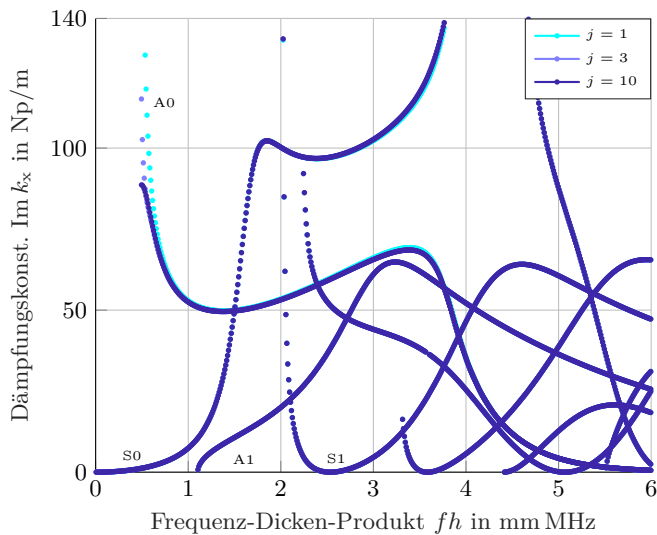 140
100
50
0
0 1 2 3 4 5 6
Dämpfungskonst. Im kₓ in Np/m
Frequenz-Dicken-Produkt fh in mm MHz
j = 1
j = 3
j = 10
A0
S0
A1
S1